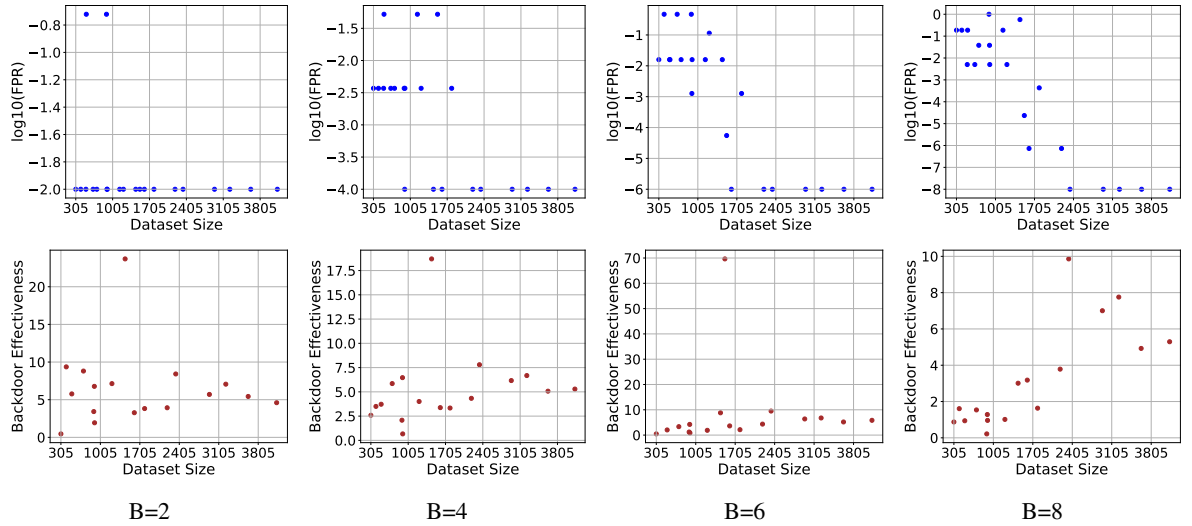 −0.8
−1.0
−1.2
−1.4
−1.6
−1.8
−2.0
log10(FPR)
305 1005 1705 2405 3105 3805
Dataset Size
−1.5
−2.0
−2.5
−3.0
−3.5
−4.0
log10(FPR)
305 1005 1705 2405 3105 3805
Dataset Size
−1
−2
−3
−4
−5
−6
log10(FPR)
305 1005 1705 2405 3105 3805
Dataset Size
0
−1
−2
−3
−4
−5
−6
−7
−8
log10(FPR)
305 1005 1705 2405 3105 3805
Dataset Size
20
15
10
5
0
Backdoor Effectiveness
305 1005 1705 2405 3105 3805
Dataset Size
17.5
15.0
12.5
10.0
7.5
5.0
2.5
0.0
Backdoor Effectiveness
305 1005 1705 2405 3105 3805
Dataset Size
70
60
50
40
30
20
10
0
Backdoor Effectiveness
305 1005 1705 2405 3105 3805
Dataset Size
10
8
6
4
2
0
Backdoor Effectiveness
305 1005 1705 2405 3105 3805
Dataset Size
B=2 B=4 B=6 B=8